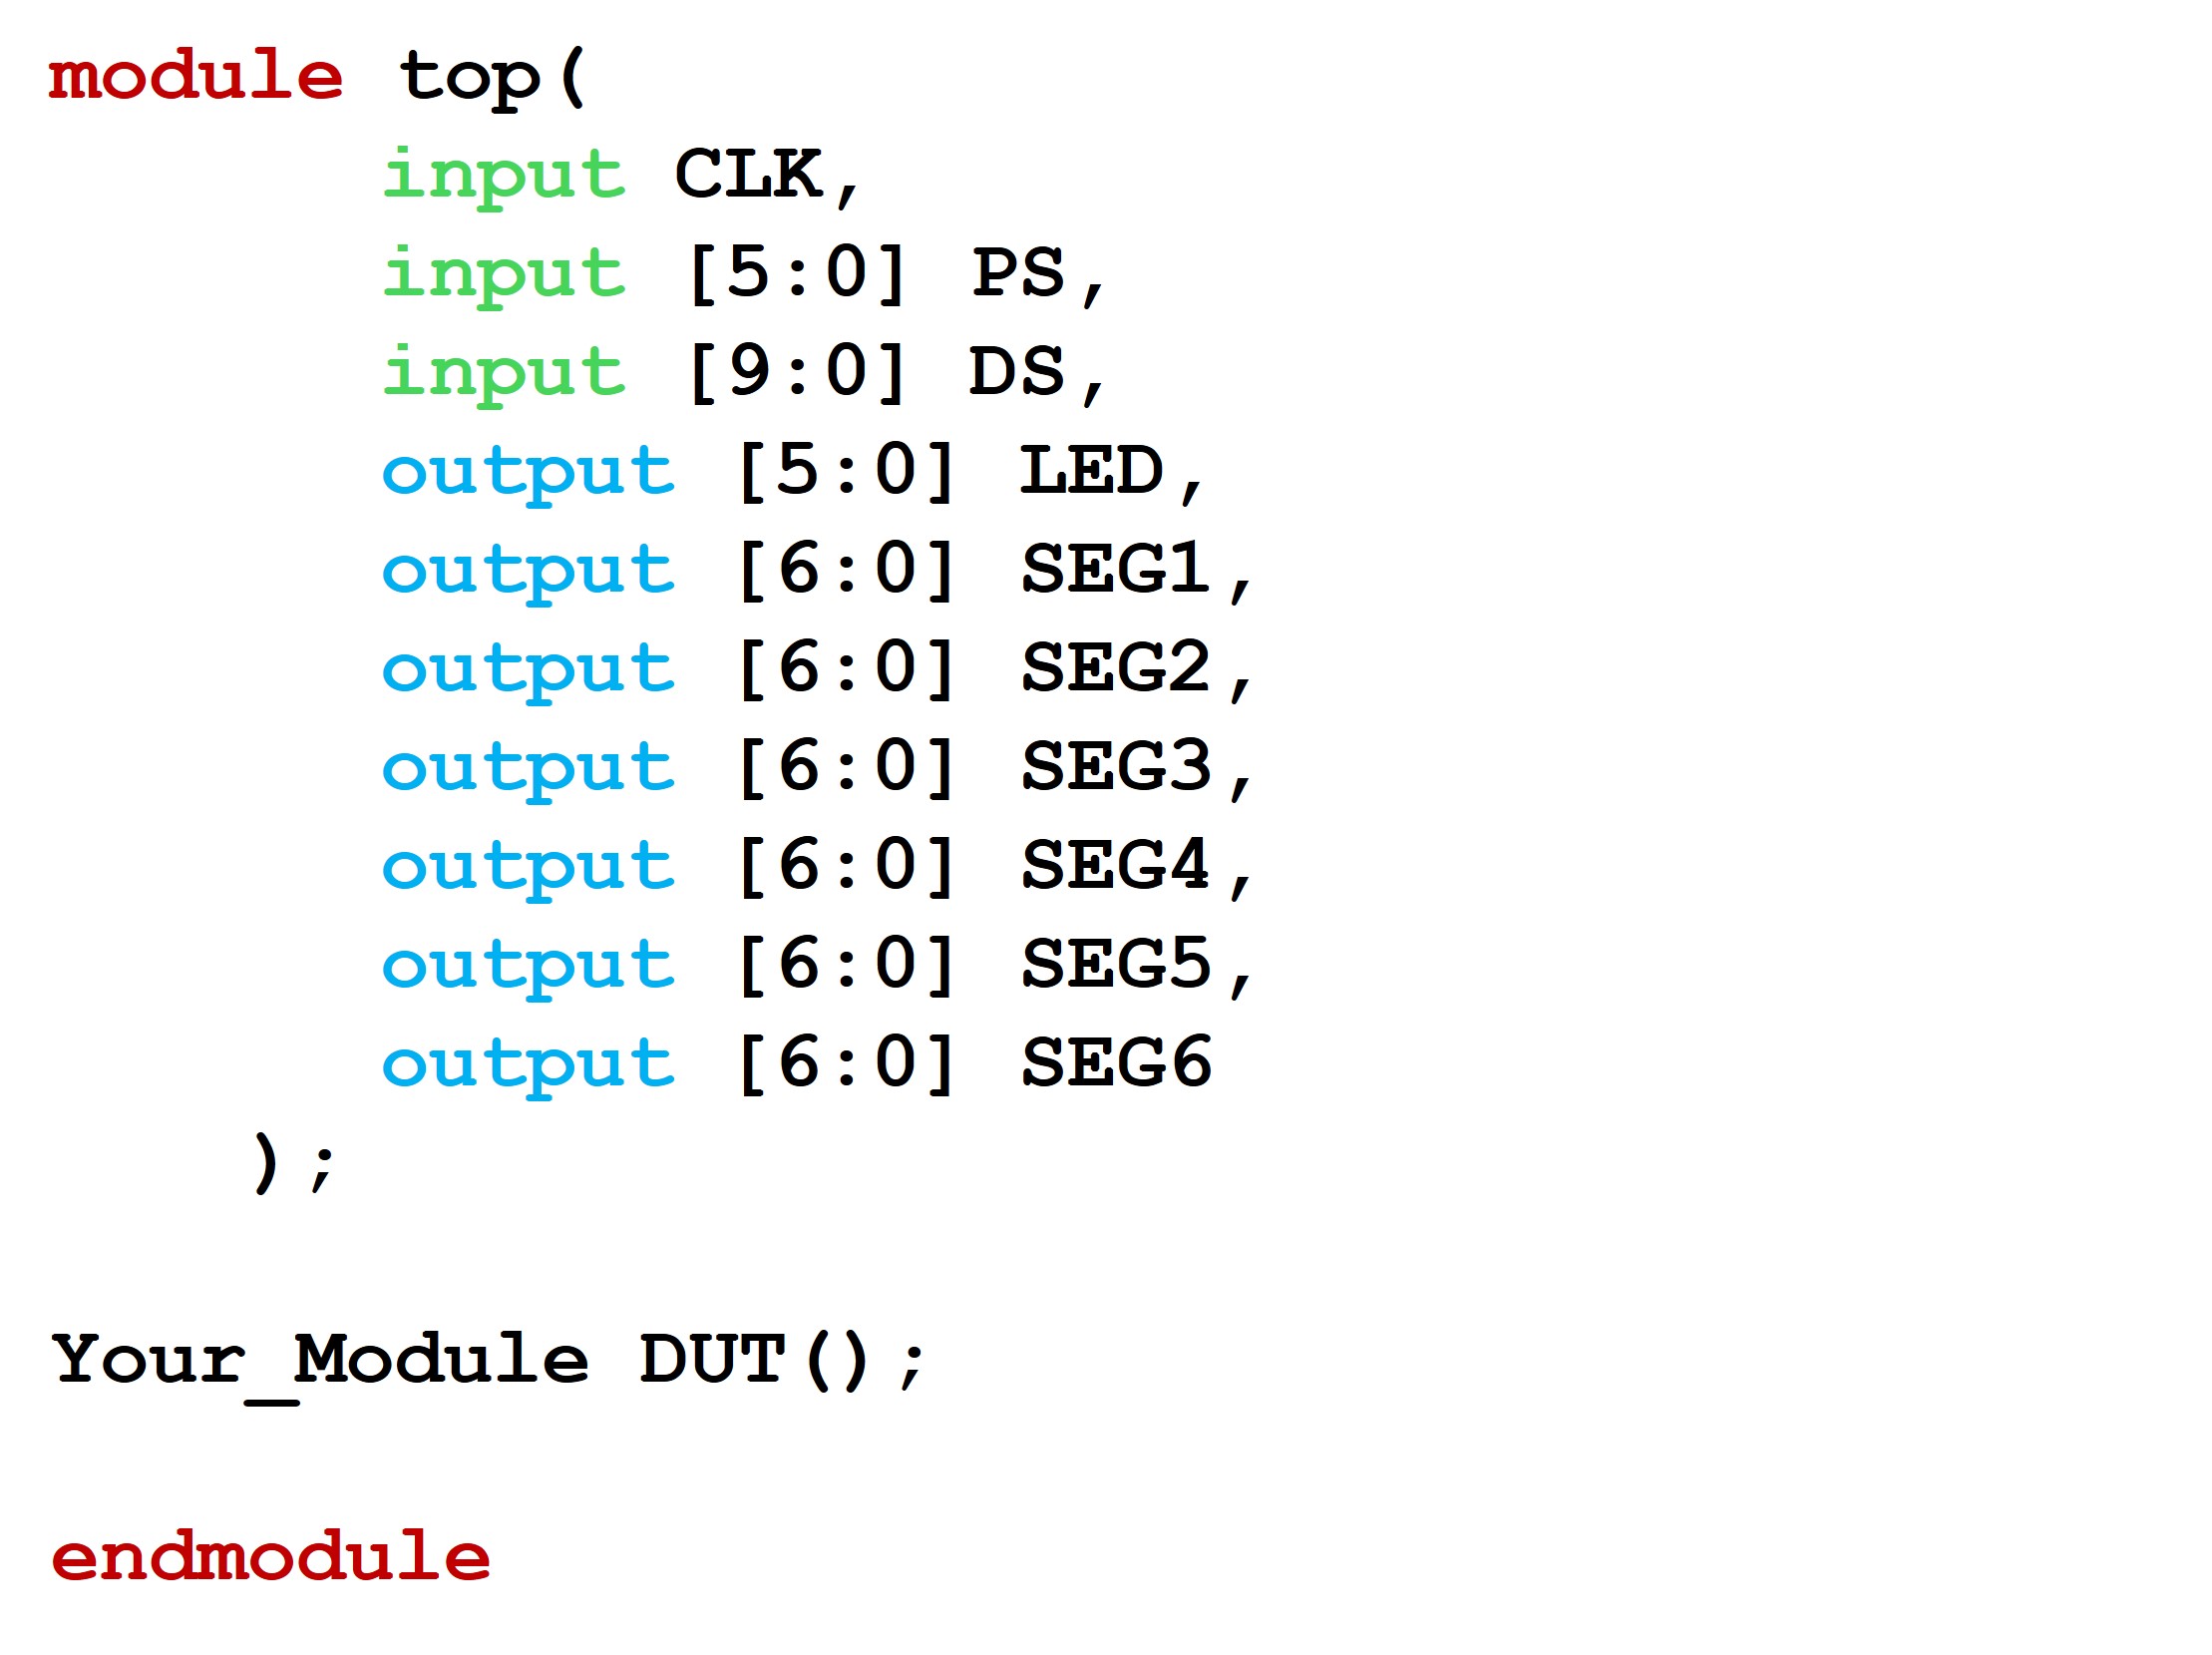 module top(
input CLK,
input [5:0] PS,
input [9:0] DS,
output [5:0] LED,
output [6:0] SEG1,
output [6:0] SEG2,
output [6:0] SEG3,
output [6:0] SEG4,
output [6:0] SEG5,
output [6:0] SEG6
);
Your_Module DUT();
endmodule